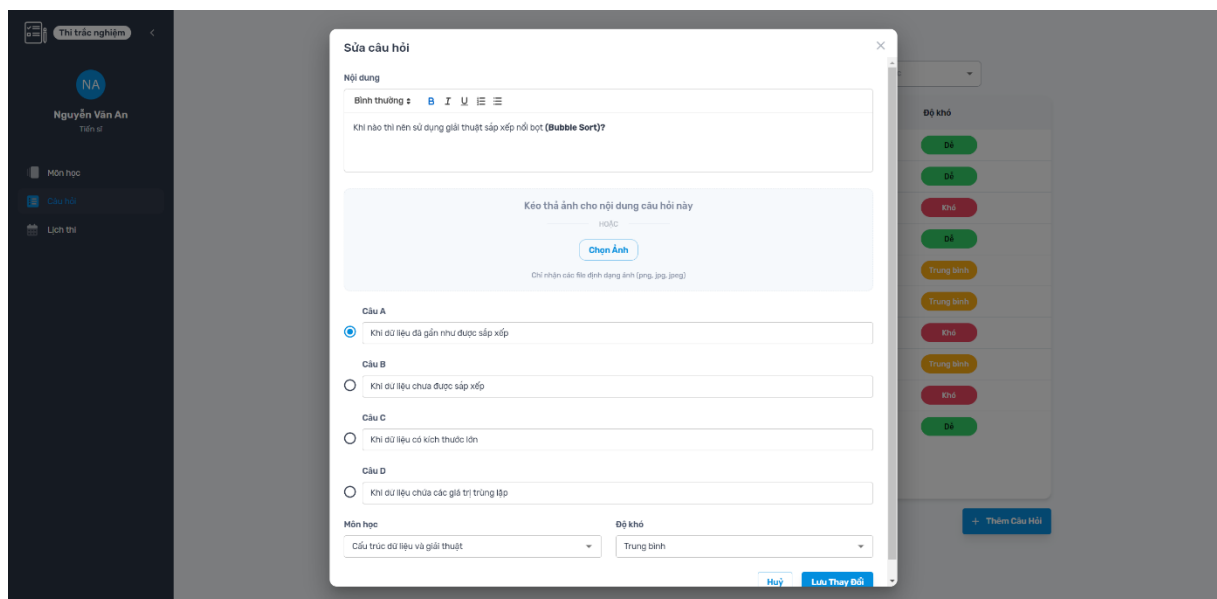 Thi trắc nghiệm
NA
Nguyễn Văn An
Tiến sĩ
Môn học
Câu hỏi
Lịch thi
Sửa câu hỏi
Nội dung
Bình thường B I U
Khi nào thì nên sử dụng giải thuật sắp xếp nổi bọt (Bubble Sort)?
Kéo thả ảnh cho nội dung câu hỏi này
HOẶC
Chọn Ảnh
Chỉ nhận các file định dạng ảnh (png, jpg, jpeg)
Câu A
Khi dữ liệu đã gần như được sắp xếp
Câu B
Khi dữ liệu chưa được sắp xếp
Câu C
Khi dữ liệu có kích thước lớn
Câu D
Khi dữ liệu chứa các giá trị trùng lặp
Môn học Độ khó
Cấu trúc dữ liệu và giải thuật Trung bình
Huỷ Lưu Thay Đổi
Độ khó
Dễ
Dễ
Khó
Dễ
Trung bình
Trung bình
Khó
Trung bình
Khó
Dễ
+ Thêm Câu Hỏi